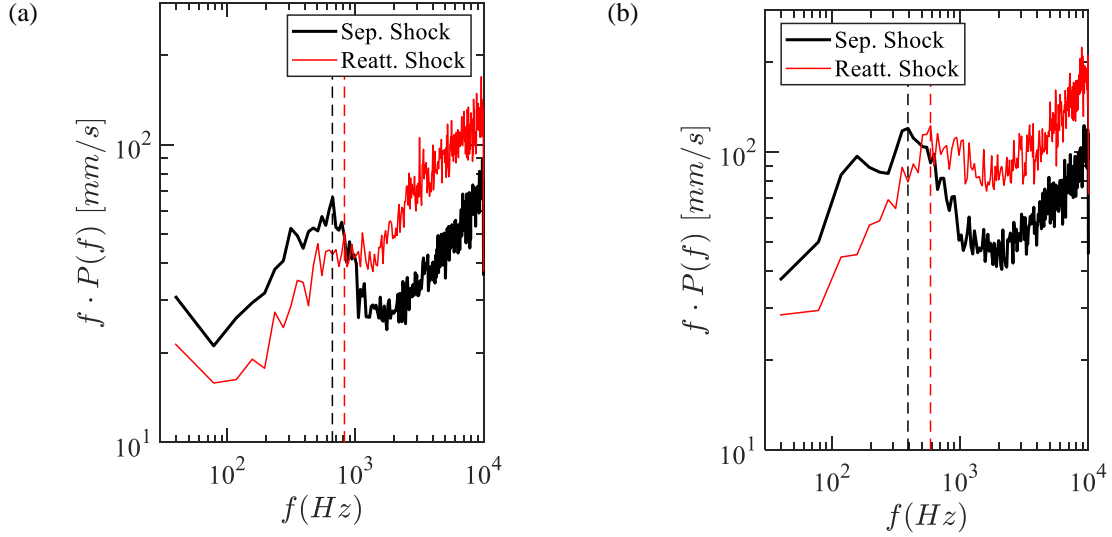 (a)
Sep. Shock
Reatt. Shock
f · P(f) [mm/s]
10^2
10^1
10^2
10^3
10^4
f(Hz)
(b)
Sep. Shock
Reatt. Shock
f · P(f) [mm/s]
10^2
10^1
10^2
10^3
10^4
f(Hz)